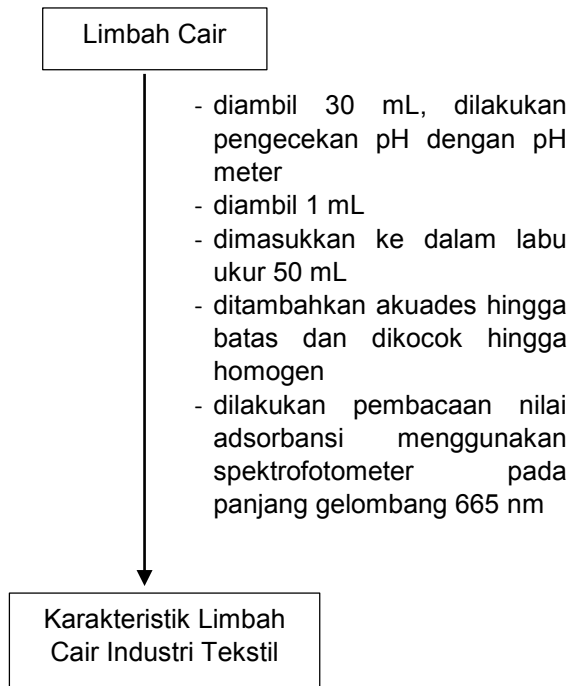 Limbah Cair
- diambil 30 mL, dilakukan
pengecekan pH dengan pH
meter
- diambil 1 mL
- dimasukkan ke dalam labu
ukur 50 mL
- ditambahkan akuades hingga
batas dan dikocok hingga
homogen
- dilakukan pembacaan nilai
adsorbansi menggunakan
spektrofotometer pada
panjang gelombang 665 nm
Karakteristik Limbah
Cair Industri Tekstil